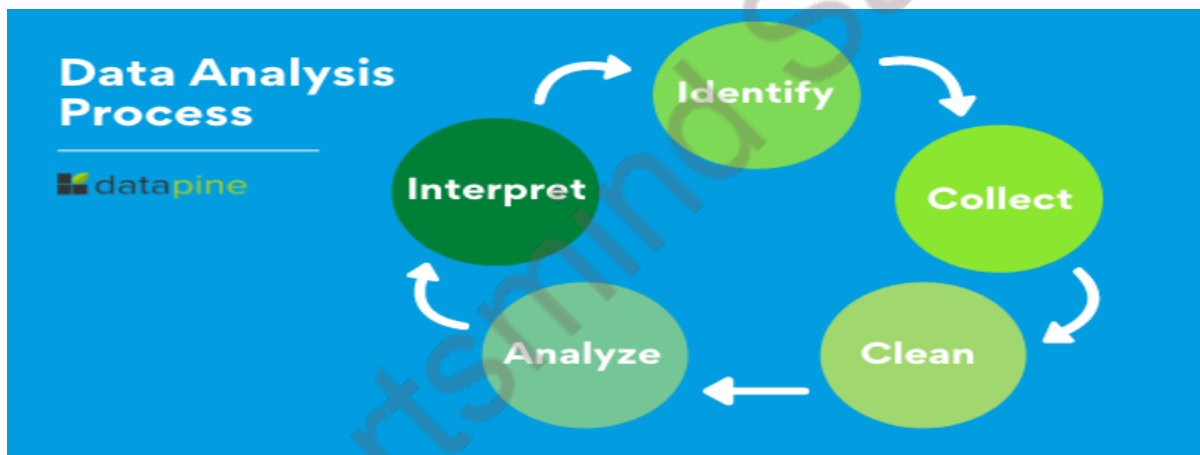 Data Analysis
Process
datapine
Identify
Collect
Clean
Analyze
Interpret